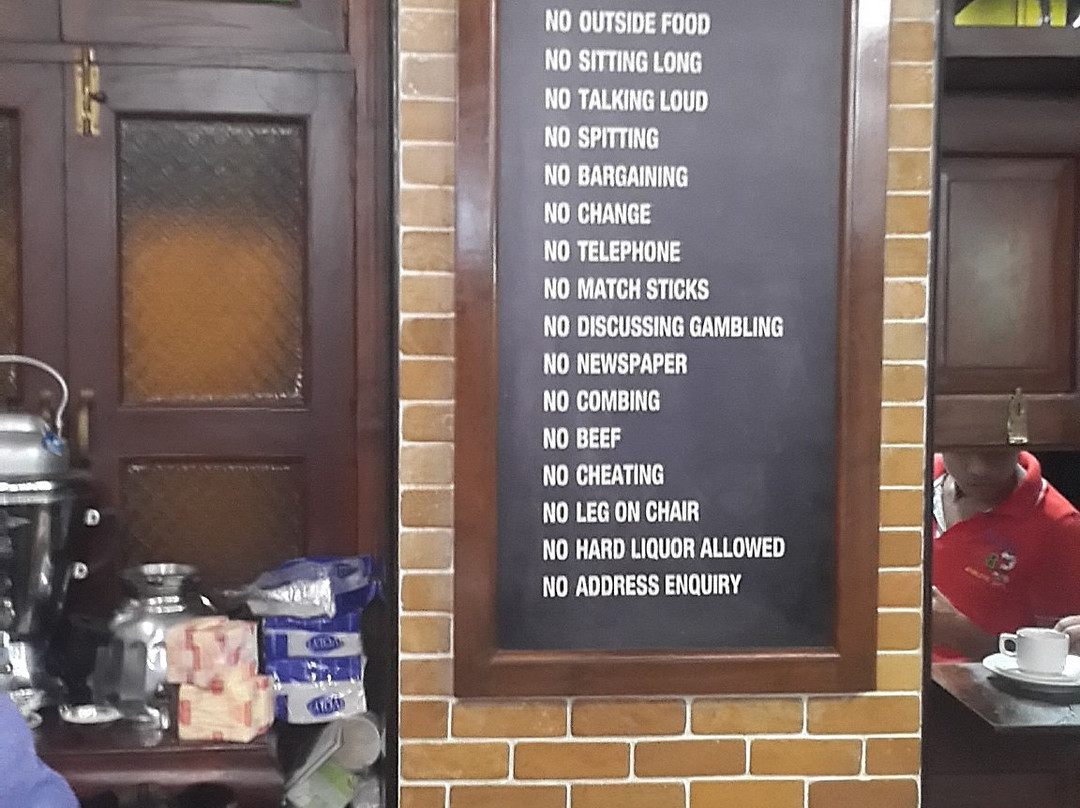 NO OUTSIDE FOOD
NO SITTING LONG
NO TALKING LOUD
NO SPITTING
NO BARGAINING
NO CHANGE
NO TELEPHONE
NO MATCH STICKS
NO DISCUSSING GAMBLING
NO NEWSPAPER
NO COMBING
NO BEEF
NO CHEATING
NO LEG ON CHAIR
NO HARD LIQUOR ALLOWED
NO ADDRESS ENQUIRY